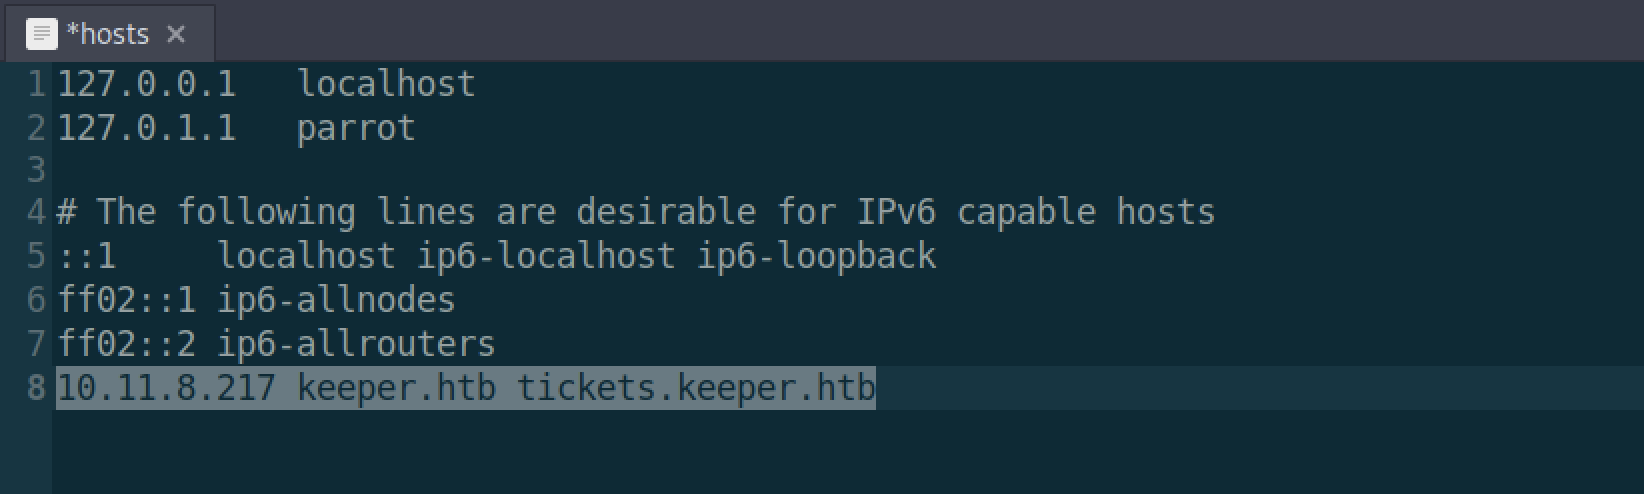 *hosts
1 127.0.0.1   localhost
2 127.0.1.1   parrot
3
4 # The following lines are desirable for IPv6 capable hosts
5 ::1     localhost ip6-localhost ip6-loopback
6 ff02::1 ip6-allnodes
7 ff02::2 ip6-allrouters
8 10.11.8.217 keeper.htb tickets.keeper.htb